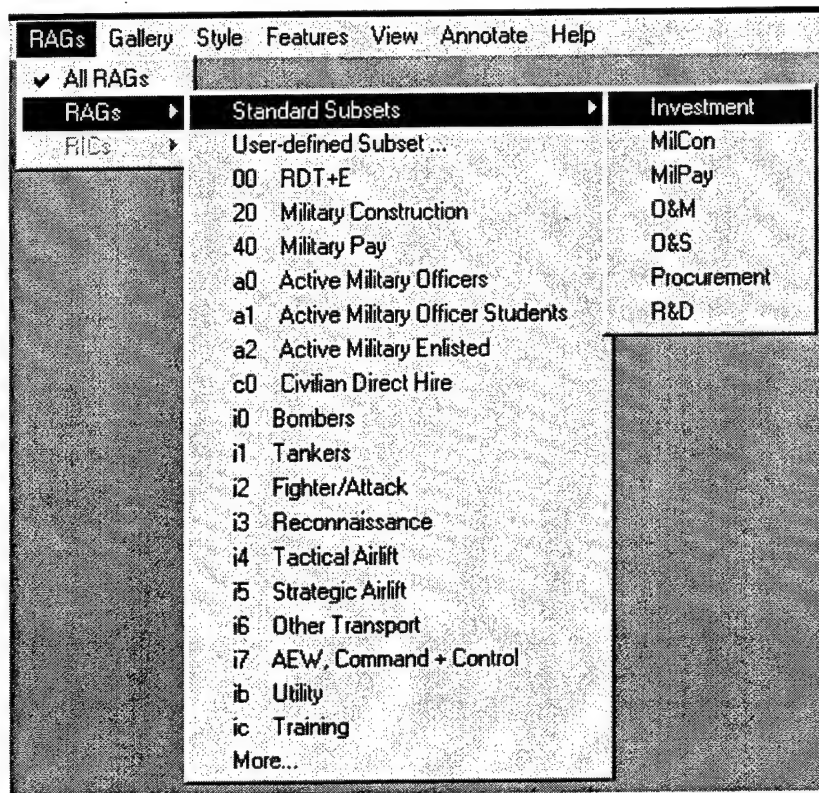 RAGs Gallery Style Features View Annotate Help
All RAGs
RAGs
RICs
Standard Subsets
User-defined Subset ...
00 RDT+E
20 Military Construction
40 Military Pay
a0 Active Military Officers
a1 Active Military Officer Students
a2 Active Military Enlisted
c0 Civilian Direct Hire
i0 Bombers
i1 Tankers
i2 Fighter/Attack
i3 Reconnaissance
i4 Tactical Airlift
i5 Strategic Airlift
i6 Other Transport
i7 AEW, Command + Control
ib Utility
ic Training
More...
Investment
MilCon
MilPay
O&M
O&S
Procurement
R&D